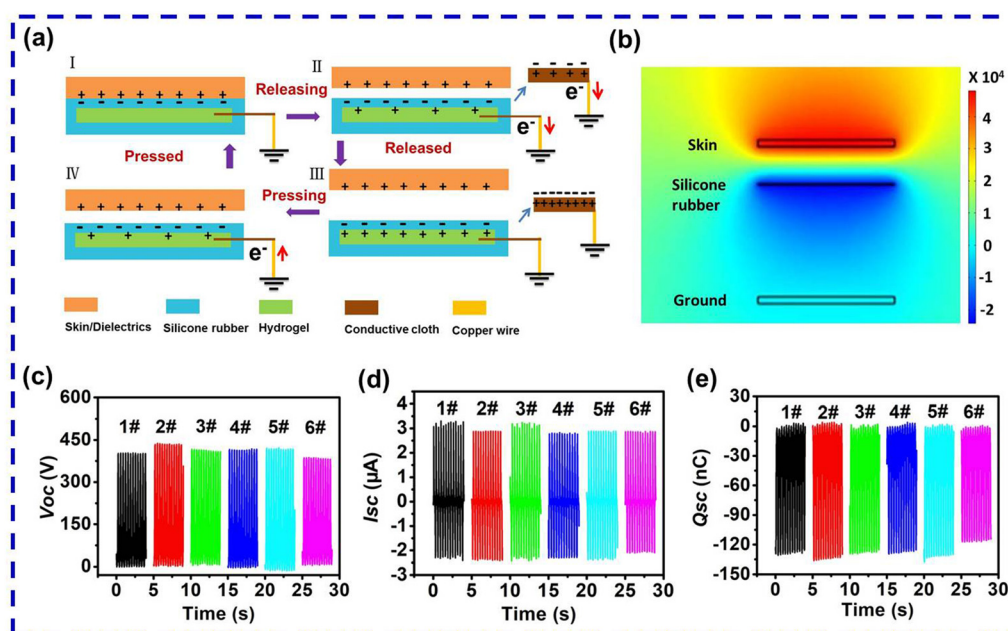 (a)
I
II
Releasing
e-
e-
Pressed
Released
IV
III
Pressing
e-
Skin/Dielectrics
Silicone rubber
Hydrogel
Conductive cloth
Copper wire
(b)
X 10⁴
Skin
Silicone
rubber
Ground
4
3
2
1
0
-1
-2
(c)
600
450
300
150
0
Voc (V)
1# 2# 3# 4# 5# 6#
0 5 10 15 20 25 30
Time (s)
(d)
4
3
2
1
0
-1
-2
-3
Isc (μA)
1# 2# 3# 4# 5# 6#
0 5 10 15 20 25 30
Time (s)
(e)
30
0
-30
-60
-90
-120
-150
Qsc (nC)
1# 2# 3# 4# 5# 6#
0 5 10 15 20 25 30
Time (s)